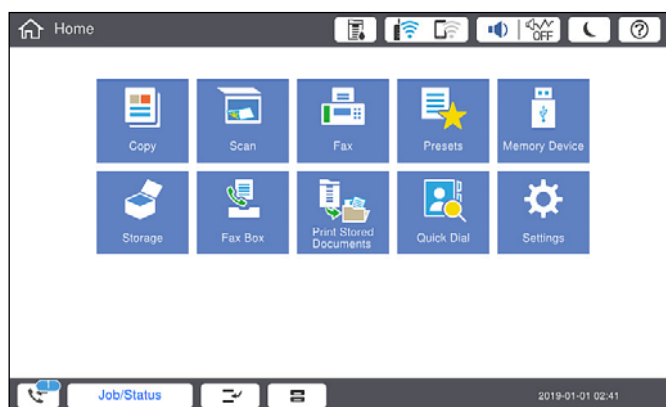 Home
OFF
Copy
Scan
Fax
Presets
Memory Device
Storage
Fax Box
Print Stored
Documents
Quick Dial
Settings
1
Job/Status
2019-01-01 02:41